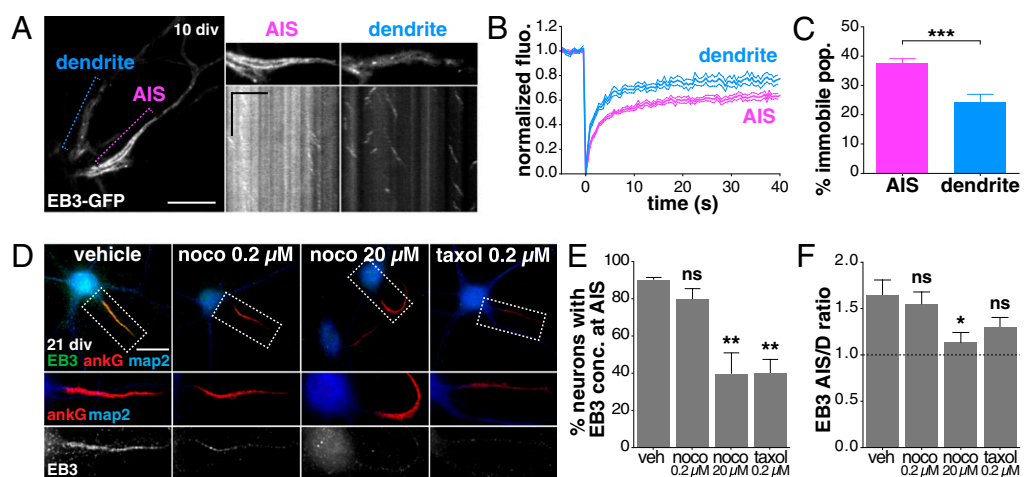 A
10 div
dendrite
AIS
EB3-GFP
AIS
dendrite
B
normalized fluo.
1.2
1.0
0.8
0.6
0.4
0.2
0.0
dendrite
AIS
0
10
20
30
40
time (s)
C
% immobile pop.
50
40
30
20
10
0
***
AIS
dendrite
D
vehicle
noco 0.2 µM
noco 20 µM
taxol 0.2 µM
21 div
EB3 ankG map2
ankG map2
EB3
E
% neurons with
EB3 conc. at AIS
100
80
60
40
20
0
ns
**
**
veh
noco
0.2 µM
noco
20 µM
taxol
0.2 µM
F
EB3 AIS/D ratio
2.0
1.5
1.0
0.5
0.0
ns
*
ns
veh
noco
0.2 µM
noco
20 µM
taxol
0.2 µM